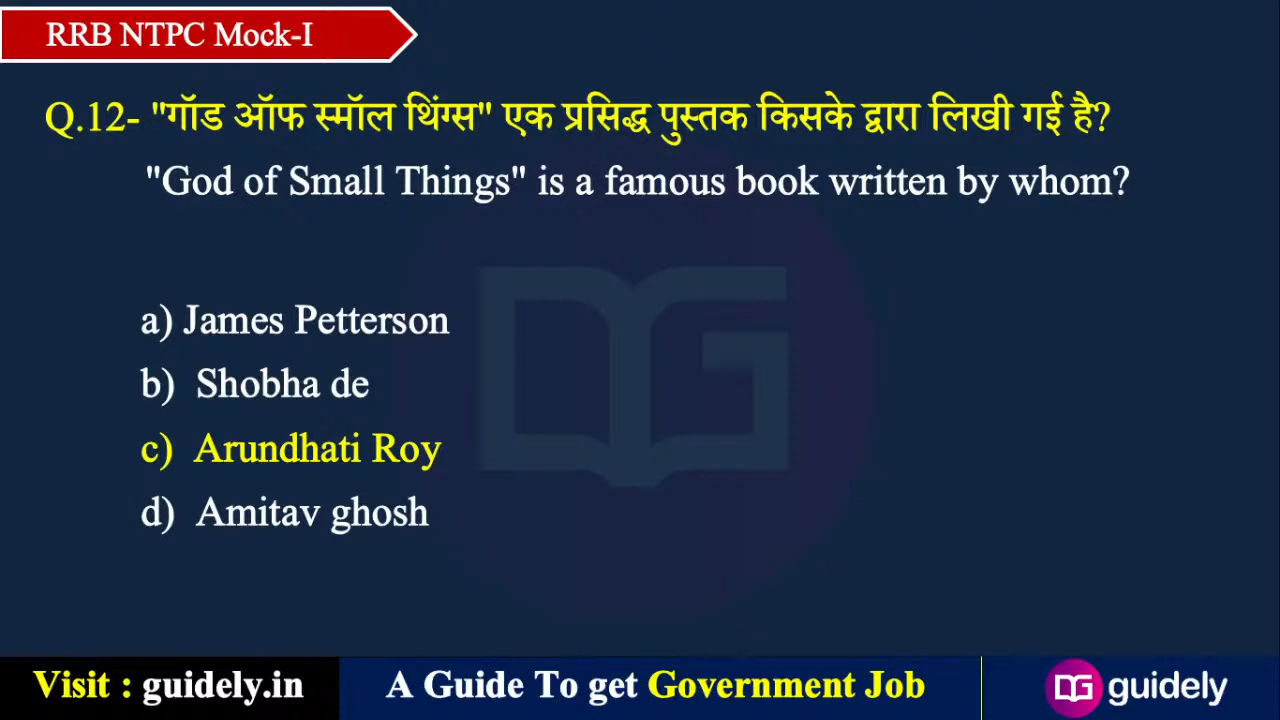 RRB NTPC Mock-I
Q.12- "गॉड ऑफ स्मॉल थिंग्स" एक प्रसिद्ध पुस्तक किसके द्वारा लिखी गई है?
"God of Small Things" is a famous book written by whom?
a) James Petterson
b) Shobha de
c) Arundhati Roy
d) Amitav ghosh
Visit : guidely.in
A Guide To get Government Job
guidely